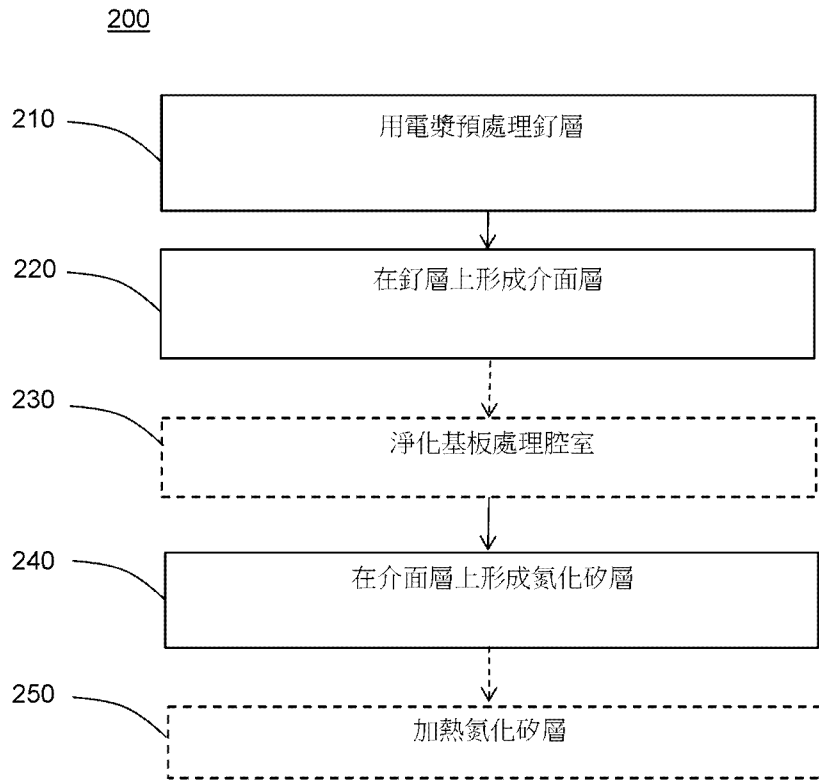 200
210
用電漿預處理釕層
220
在釕層上形成介面層
230
淨化基板處理腔室
240
在介面層上形成氮化矽層
250
加熱氮化矽層